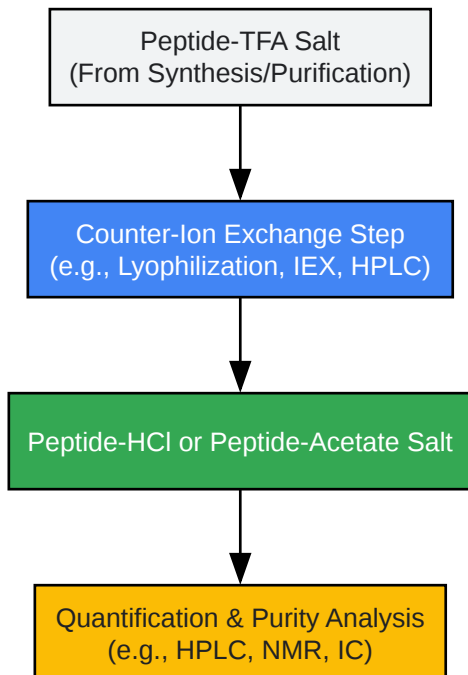 Peptide-TFA Salt
(From Synthesis/Purification)
Counter-Ion Exchange Step
(e.g., Lyophilization, IEX, HPLC)
Peptide-HCl or Peptide-Acetate Salt
Quantification & Purity Analysis
(e.g., HPLC, NMR, IC)